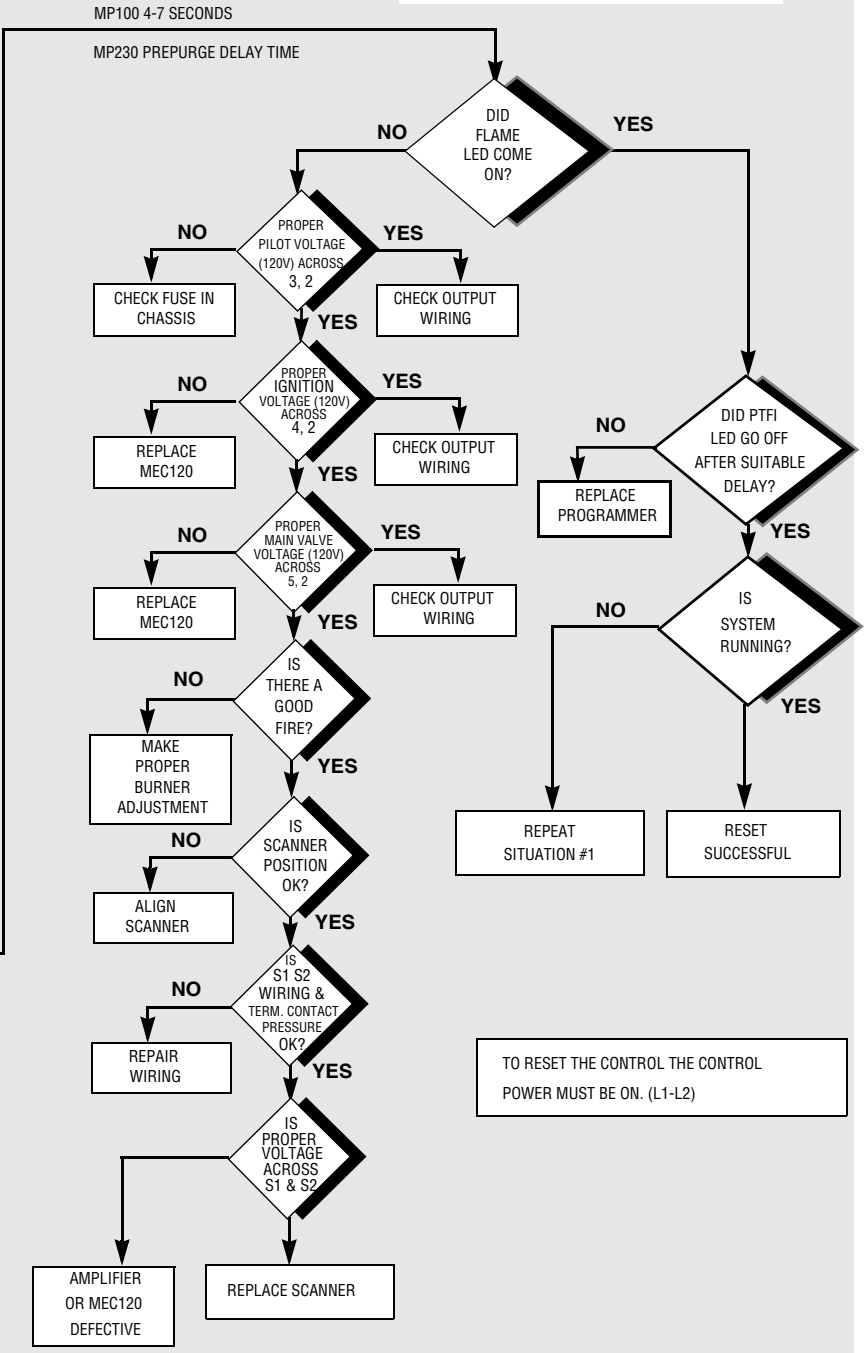 MP100 4-7 SECONDS
MP230 PREPURGE DELAY TIME
DID
FLAME
LED COME
ON?
NO
YES
PROPER
PILOT VOLTAGE
(120V) ACROSS
3, 2
NO
YES
CHECK FUSE IN
CHASSIS
CHECK OUTPUT
WIRING
YES
PROPER
IGNITION
VOLTAGE (120V)
ACROSS
4, 2
NO
YES
REPLACE
MEC120
CHECK OUTPUT
WIRING
YES
PROPER
MAIN VALVE
VOLTAGE (120V)
ACROSS
5, 2
NO
YES
REPLACE
MEC120
CHECK OUTPUT
WIRING
YES
IS
THERE A
GOOD
FIRE?
NO
MAKE
PROPER
BURNER
ADJUSTMENT
YES
IS
SCANNER
POSITION
OK?
NO
ALIGN
SCANNER
YES
IS
S1 S2
WIRING &
TERM. CONTACT
PRESSURE
OK?
NO
REPAIR
WIRING
YES
IS
PROPER
VOLTAGE
ACROSS
S1 & S2
AMPLIFIER
OR MEC120
DEFECTIVE
REPLACE SCANNER
DID PTFI
LED GO OFF
AFTER SUITABLE
DELAY?
NO
REPLACE
PROGRAMMER
YES
IS
SYSTEM
RUNNING?
NO
YES
REPEAT
SITUATION #1
RESET
SUCCESSFUL
TO RESET THE CONTROL THE CONTROL
POWER MUST BE ON. (L1-L2)